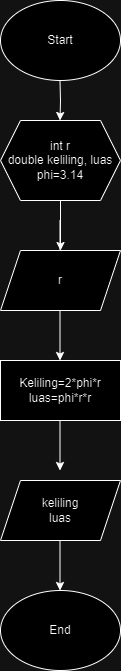 Start
int r
double keliling, luas
phi=3.14
r
Keliling=2*phi*r
luas=phi*r*r
keliling
luas
End